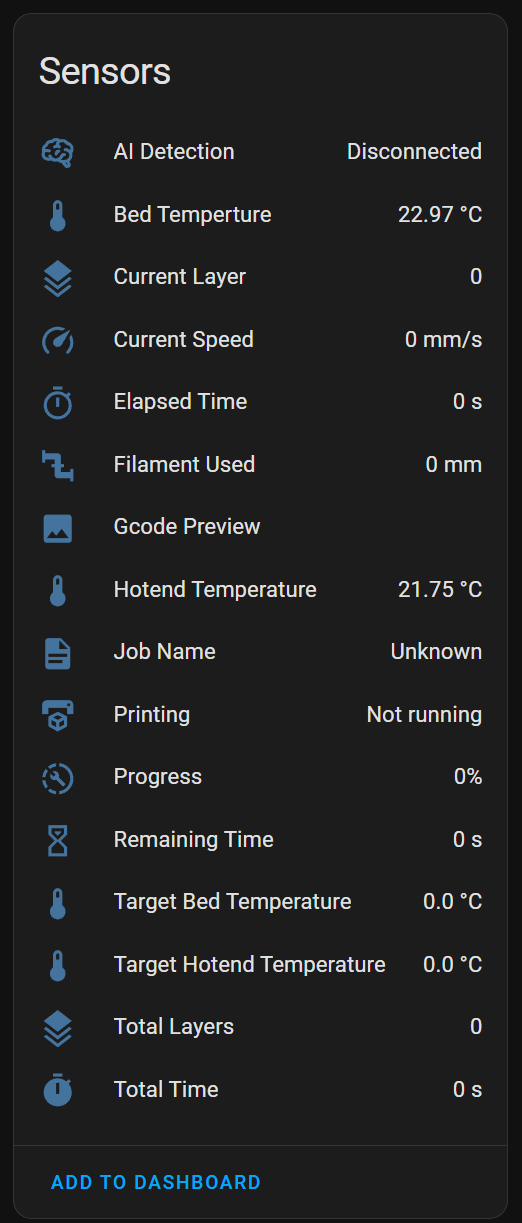 Sensors
AI Detection Disconnected
Bed Temperture 22.97 °C
Current Layer 0
Current Speed 0 mm/s
Elapsed Time 0 s
Filament Used 0 mm
Gcode Preview
Hotend Temperature 21.75 °C
Job Name Unknown
Printing Not running
Progress 0%
Remaining Time 0 s
Target Bed Temperature 0.0 °C
Target Hotend Temperature 0.0 °C
Total Layers 0
Total Time 0 s
ADD TO DASHBOARD